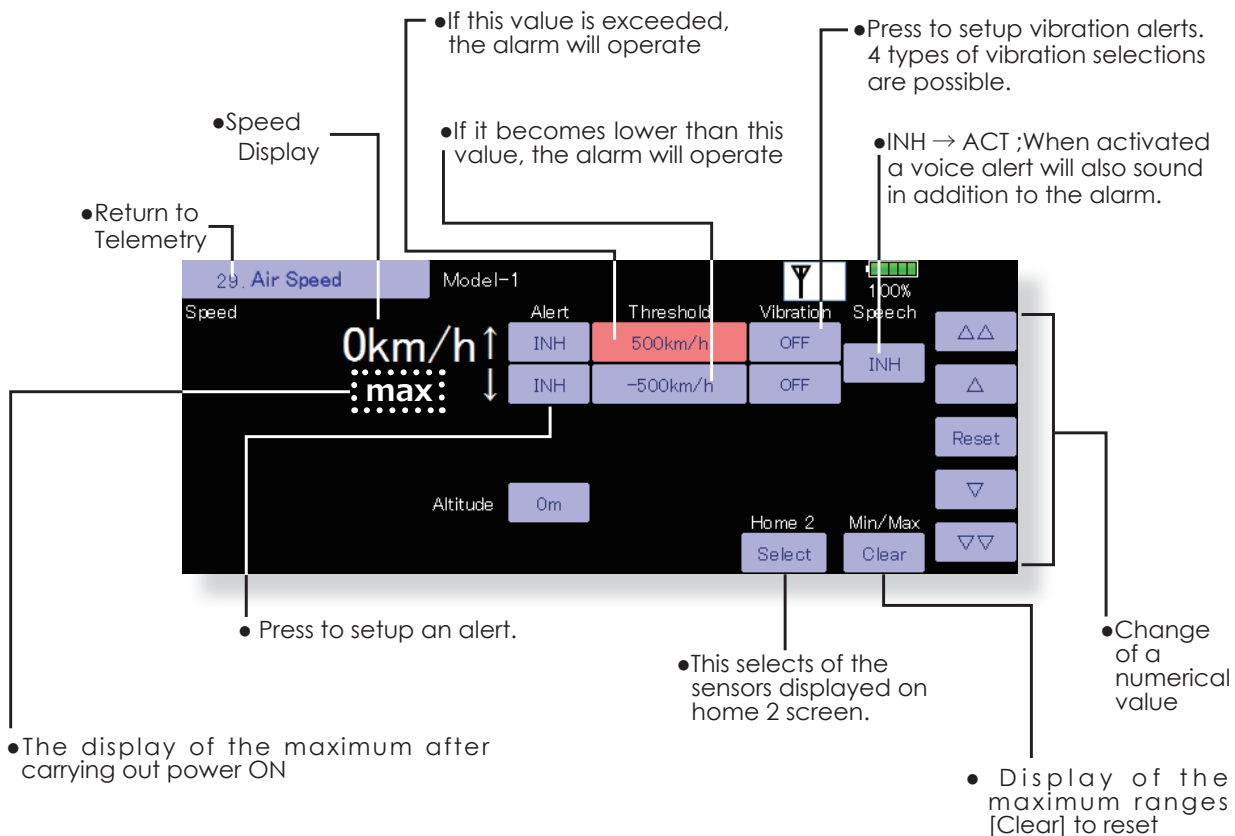 ●If this value is exceeded,
the alarm will operate
●Press to setup vibration alerts.
4 types of vibration selections
are possible.
●Speed
Display
●If it becomes lower than this
value, the alarm will operate
●INH → ACT ;When activated
a voice alert will also sound
in addition to the alarm.
●Return to
Telemetry
29. Air Speed Model-1 100%
Speed Alert Threshold Vibration Speech
0km/h ↑ INH 500km/h OFF INH △△
max ↓ INH -500km/h OFF △
Reset
Altitude 0m ▽
Home 2 Min/Max
Select Clear ▽▽
● Press to setup an alert.
●This selects of the
sensors displayed on
home 2 screen.
●Change
of a
numerical
value
●The display of the maximum after
carrying out power ON
● Display of the
maximum ranges
[Clear] to reset